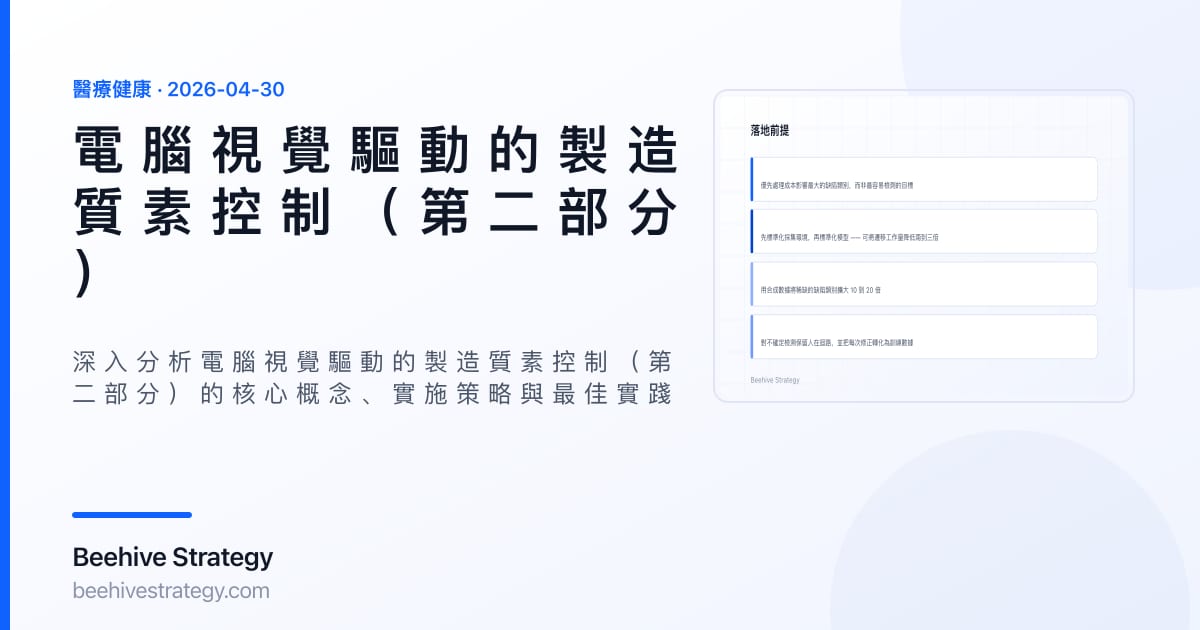 醫療健康 · 2026-04-30
電腦視覺驅動的製造
質素控制（第二部分
）
深入分析電腦視覺驅動的製造質素控制（第
二部分）的核心概念、實施策略與最佳實踐
Beehive Strategy
beehivestrategy.com
落地前提
優先處理成本影響最大的缺陷類別，而非最容易檢測的目標
先標準化採集環境，再標準化模型 —— 可將遷移工作量降低兩到三倍
用合成數據將稀缺的缺陷類別擴大 10 到 20 倍
對不確定檢測保留人在迴路，並把每次修正轉化為訓練數據
Beehive Strategy